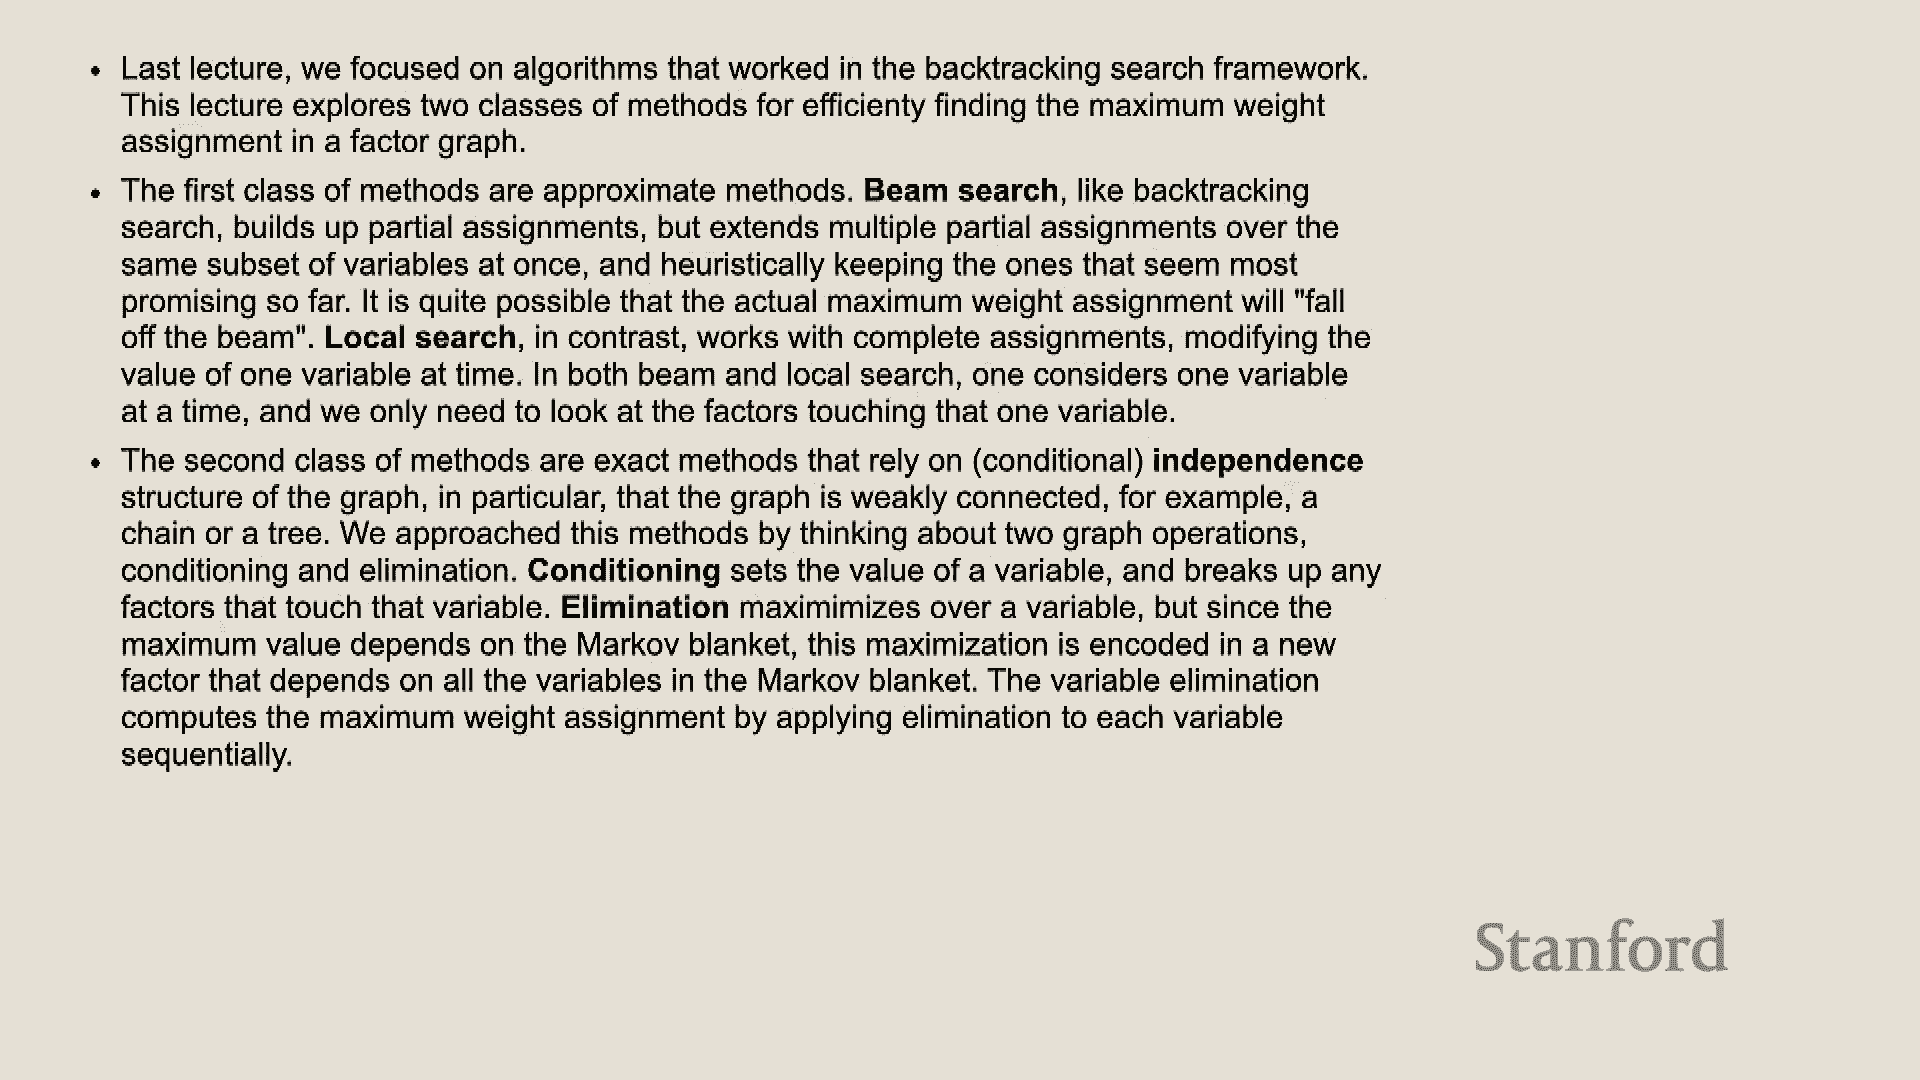 • Last lecture, we focused on algorithms that worked in the backtracking search framework.
This lecture explores two classes of methods for efficienty finding the maximum weight
assignment in a factor graph.
• The first class of methods are approximate methods. Beam search, like backtracking
search, builds up partial assignments, but extends multiple partial assignments over the
same subset of variables at once, and heuristically keeping the ones that seem most
promising so far. It is quite possible that the actual maximum weight assignment will "fall
off the beam". Local search, in contrast, works with complete assignments, modifying the
value of one variable at time. In both beam and local search, one considers one variable
at a time, and we only need to look at the factors touching that one variable.
• The second class of methods are exact methods that rely on (conditional) independence
structure of the graph, in particular, that the graph is weakly connected, for example, a
chain or a tree. We approached this methods by thinking about two graph operations,
conditioning and elimination. Conditioning sets the value of a variable, and breaks up any
factors that touch that variable. Elimination maximimizes over a variable, but since the
maximum value depends on the Markov blanket, this maximization is encoded in a new
factor that depends on all the variables in the Markov blanket. The variable elimination
computes the maximum weight assignment by applying elimination to each variable
sequentially.
Stanford